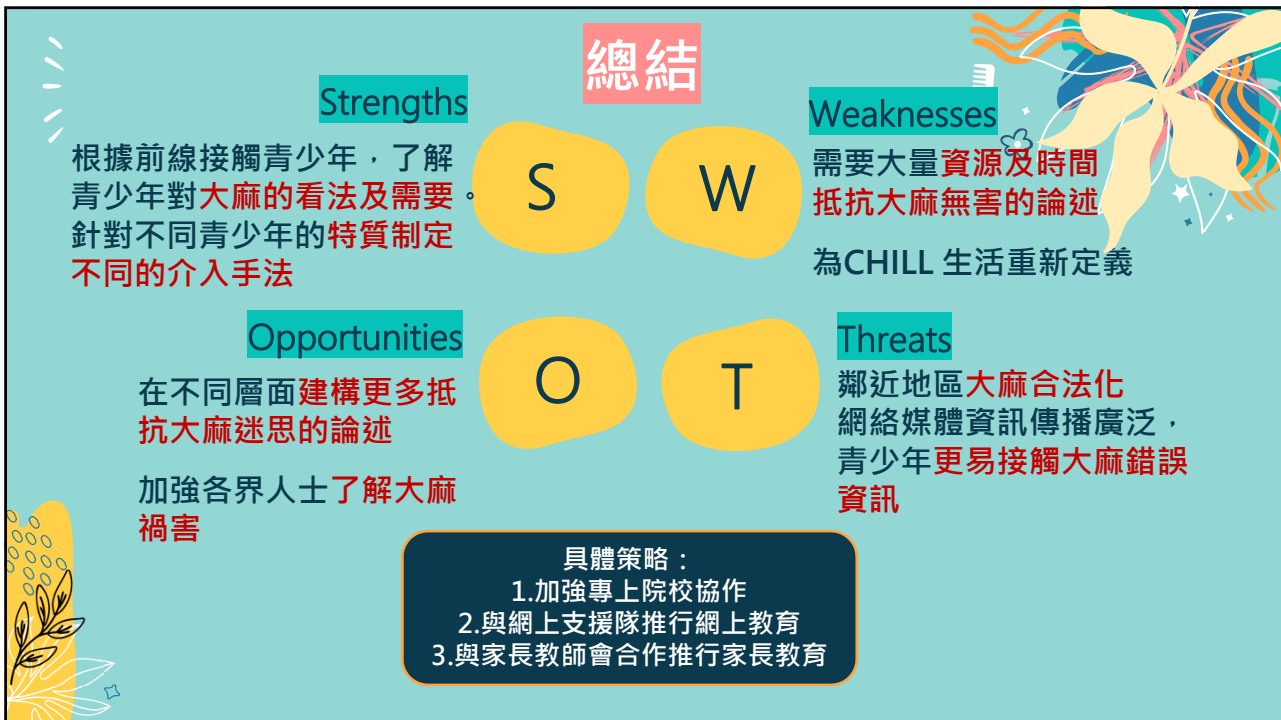 總結
Strengths
根據前線接觸青少年，了解
青少年對大麻的看法及需要。
針對不同青少年的特質制定
不同的介入手法
S
W
Weaknesses
需要大量資源及時間
抵抗大麻無害的論述
為CHILL 生活重新定義
Opportunities
在不同層面建構更多抵
抗大麻迷思的論述
加強各界人士了解大麻
禍害
O
T
Threats
鄰近地區大麻合法化
網絡媒體資訊傳播廣泛，
青少年更易接觸大麻錯誤
資訊
具體策略：
1.加強專上院校協作
2.與網上支援隊推行網上教育
3.與家長教師會合作推行家長教育